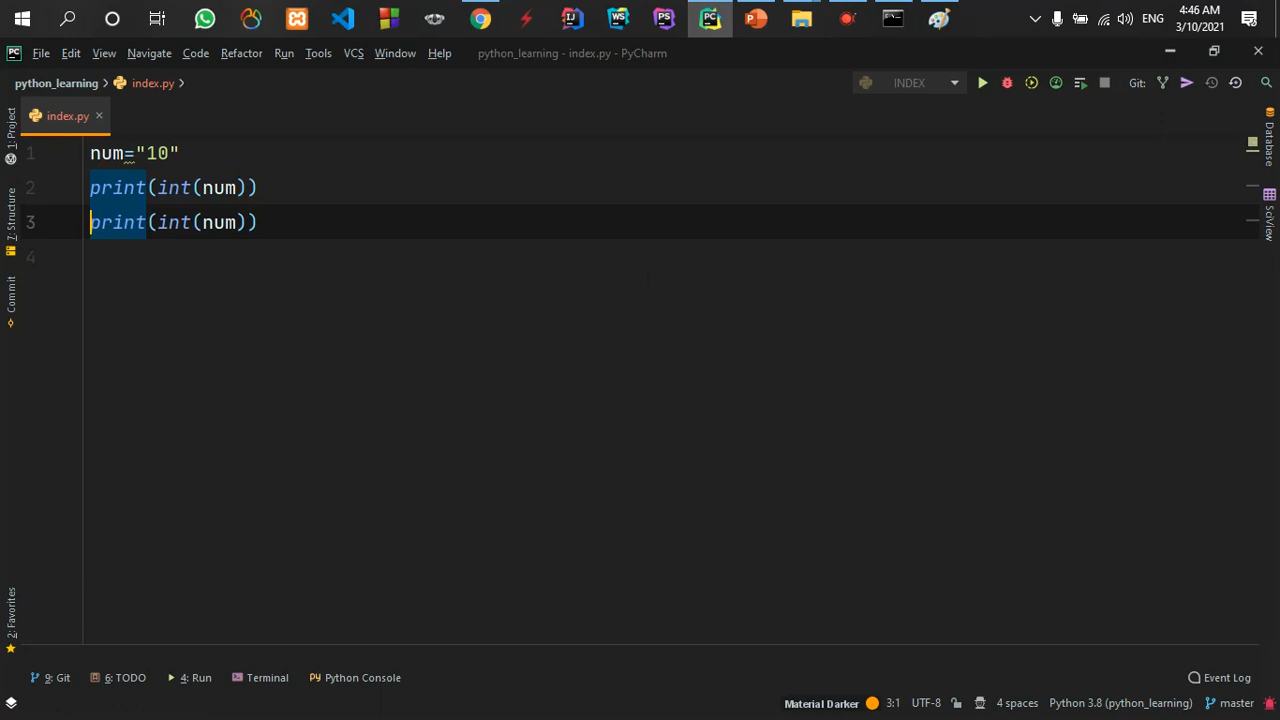 ENG
4:46 AM
3/10/2021
PC File Edit View Navigate Code Refactor Run Tools VCS Window Help python_learning - index.py - PyCharm
python_learning index.py INDEX Git:
index.py
1: Project
7: Structure
Commit
2: Favorites
Database
SciView
1 num="10"
2 print(int(num))
3 print(int(num))
4
9: Git 6: TODO 4: Run Terminal Python Console Event Log
Material Darker 3:1 UTF-8 4 spaces Python 3.8 (python_learning) master